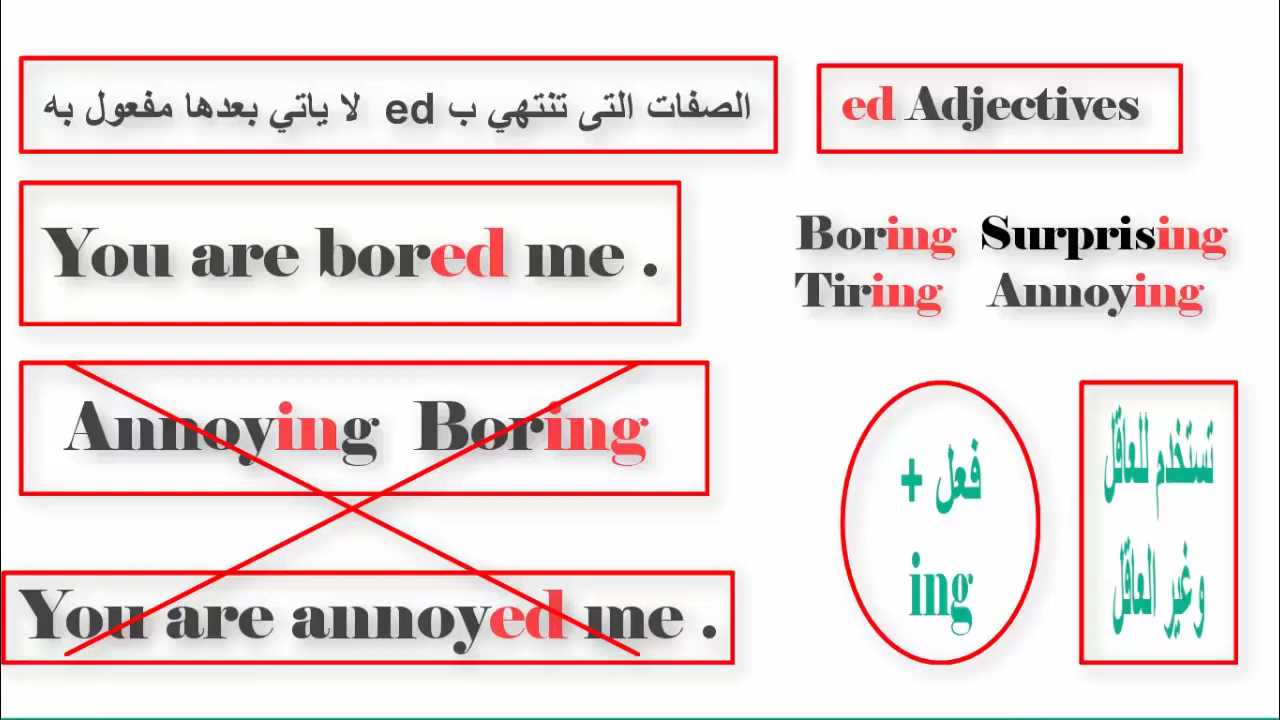 الصفات التى تنتهي ب ed لا ياتي بعدها مفعول به
ed Adjectives
You are bored me .
Boring Surprising
Tiring Annoying
Annoying Boring
You are annoyed me .
فعل +
ing
تستخدم للعاقل
وغير العاقل